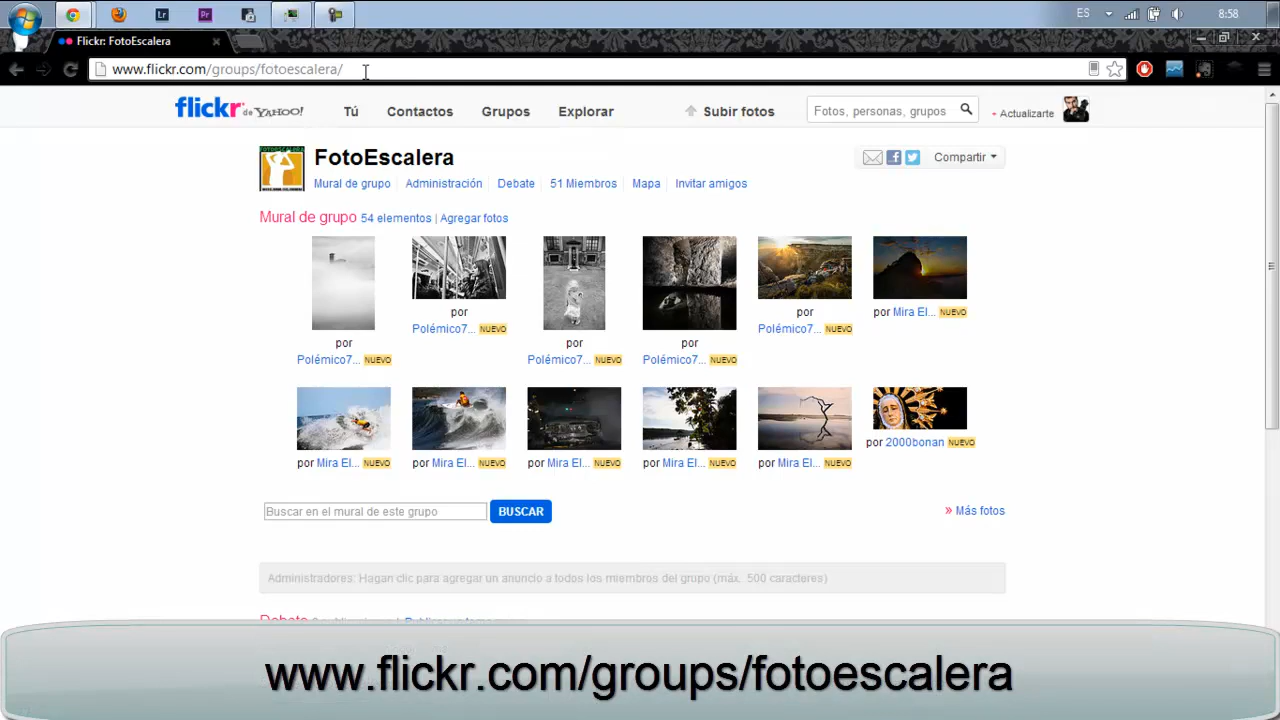 Lr Pr ES 8:58
Flickr: FotoEscalera
www.flickr.com/groups/fotoescalera/
flickr de YAHOO! Tú Contactos Grupos Explorar Subir fotos Fotos, personas, grupos + Actualizarte
FotoEscalera Compartir
Mural de grupo Administración Debate 51 Miembros Mapa Invitar amigos
Mural de grupo 54 elementos | Agregar fotos
por Polémico7... NUEVO
por Polémico7... NUEVO
por Polémico7... NUEVO
por Polémico7... NUEVO
por Polémico7... NUEVO
por Mira El... NUEVO
por Mira El... NUEVO
por Mira El... NUEVO
por Mira El... NUEVO
por Mira El... NUEVO
por Mira El... NUEVO
por 2000bonan NUEVO
Buscar en el mural de este grupo BUSCAR » Más fotos
Administradores: Hagan clic para agregar un anuncio a todos los miembros del grupo (máx. 500 caracteres)
Debate
www.flickr.com/groups/fotoescalera